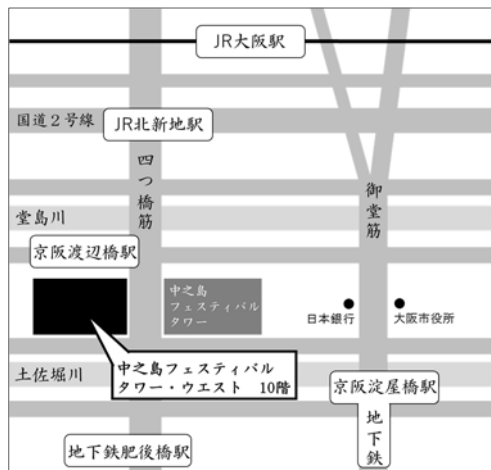 JR大阪駅
国道２号線
JR北新地駅
四つ橋筋
御堂筋
堂島川
京阪渡辺橋駅
中之島
フェスティバル
タワー
日本銀行
大阪市役所
中之島フェスティバル
タワー・ウエスト 10階
土佐堀川
京阪淀屋橋駅
地下鉄
地下鉄肥後橋駅